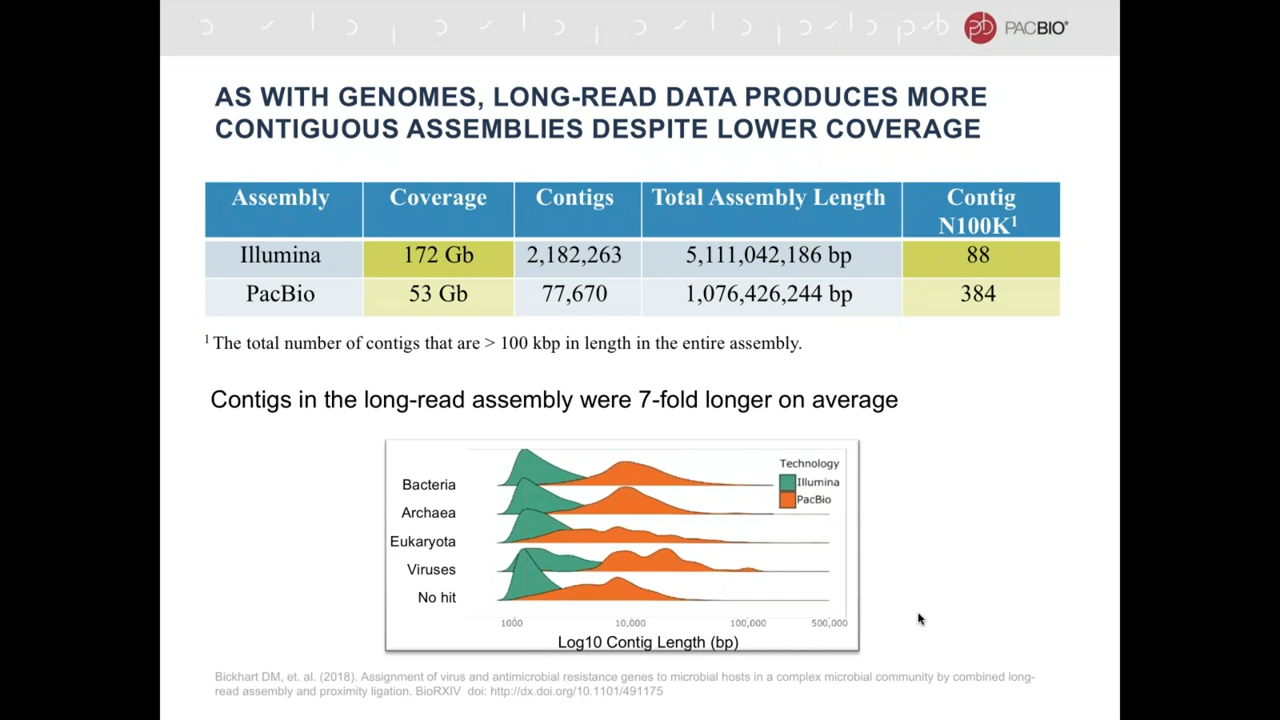 PACBIO®
AS WITH GENOMES, LONG-READ DATA PRODUCES MORE
CONTIGUOUS ASSEMBLIES DESPITE LOWER COVERAGE
Assembly Coverage Contigs Total Assembly Length Contig
N100K1
Illumina 172 Gb 2,182,263 5,111,042,186 bp 88
PacBio 53 Gb 77,670 1,076,426,244 bp 384
1 The total number of contigs that are > 100 kbp in length in the entire assembly.
Contigs in the long-read assembly were 7-fold longer on average
Technology
Illumina
PacBio
Bacteria
Archaea
Eukaryota
Viruses
No hit
1000 10,000 100,000 500,000
Log10 Contig Length (bp)
Bickhart DM, et. al. (2018). Assignment of virus and antimicrobial resistance genes to microbial hosts in a complex microbial community by combined long-
read assembly and proximity ligation. BioRXIV doi: http://dx.doi.org/10.1101/491175